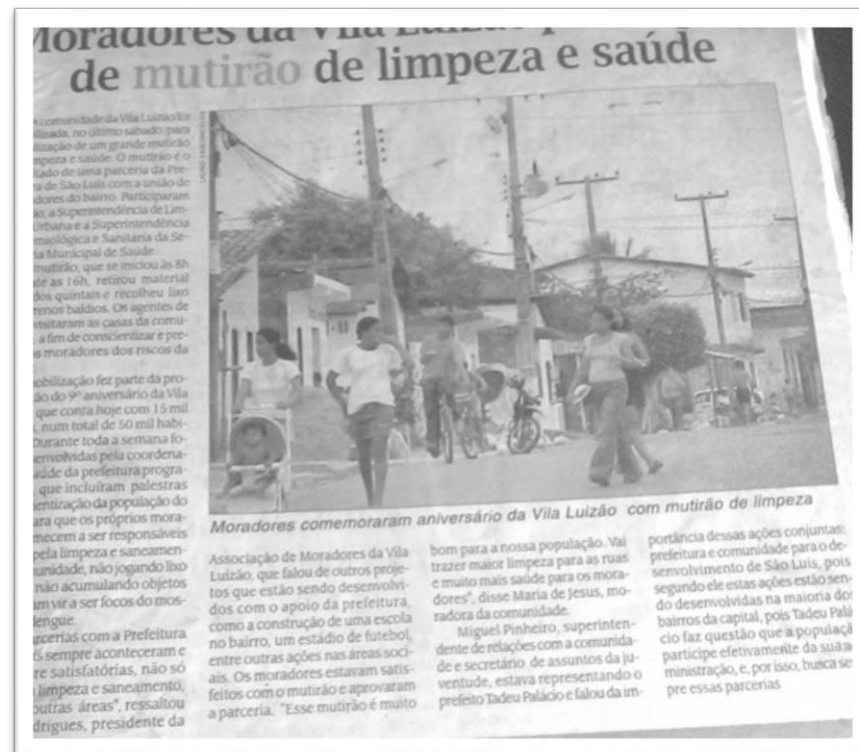 Moradores da Vila
de mutirão de limpeza e saúde
A comunidade da Vila Luizão foi
ilizada, no último sábado, para
lização de um grande mutirão
mpeza e saúde. O mutirão é o
tado de uma parceria da Pre-
ra de São Luís com a união de
dores do bairro. Participaram
ão, a Superintendência de Lim-
Urbana e a Superintendência
miológica e Sanitária da Se-
ia Municipal de Saúde.
mutirão, que se iniciou às 8h
até as 16h, retirou material
dos quintais e recolheu lixo
renos baldios. Os agentes de
visitaram as casas da comu-
, a fim de conscientizar e pre-
s moradores dos riscos da
obilização fez parte da pro-
ão do 9º aniversário da Vila
que conta hoje com 15 mil
, num total de 50 mil habi-
Durante toda a semana fo-
envolvidas pela coordena-
aúde da prefeitura progra-
que incluíram palestras
entização da população do
ara que os próprios mora-
mecem a ser responsáveis
pela limpeza e saneamen-
unidade, não jogando lixo
não acumulando objetos
am vir a ser focos do mos-
dengue.
arcerias com a Prefeitura
sempre aconteceram e
re satisfatórias, não só
limpeza e saneamento,
outras áreas", ressaltou
drigues, presidente da
Moradores comemoraram aniversário da Vila Luizão com mutirão de limpeza
Associação de Moradores da Vila
Luizão, que falou de outros proje-
tos que estão sendo desenvolvi-
dos com o apoio da prefeitura,
como a construção de uma escola
no bairro, um estádio de futebol,
entre outras ações nas áreas soci-
ais. Os moradores estavam satis-
feitos com o mutirão e aprovaram
a parceria. "Esse mutirão é muito
bom para a nossa população. Vai
trazer maior limpeza para as ruas
e muito mais saúde para os mora-
dores", disse Maria de Jesus, mo-
radora da comunidade.
Miguel Pinheiro, superinten-
dente de relações com a comunida-
de e secretário de assuntos da ju-
ventude, estava representando o
prefeito Tadeu Palácio e falou da im-
portância dessas ações conjuntas:
prefeitura e comunidade para o de-
senvolvimento de São Luís, pois
segundo ele estas ações estão sen-
do desenvolvidas na maioria dos
bairros da capital, pois Tadeu Palá
cio faz questão que a populaçã
participe efetivamente da sua a
ministração, e, por isso, busca se
pre essas parcerias